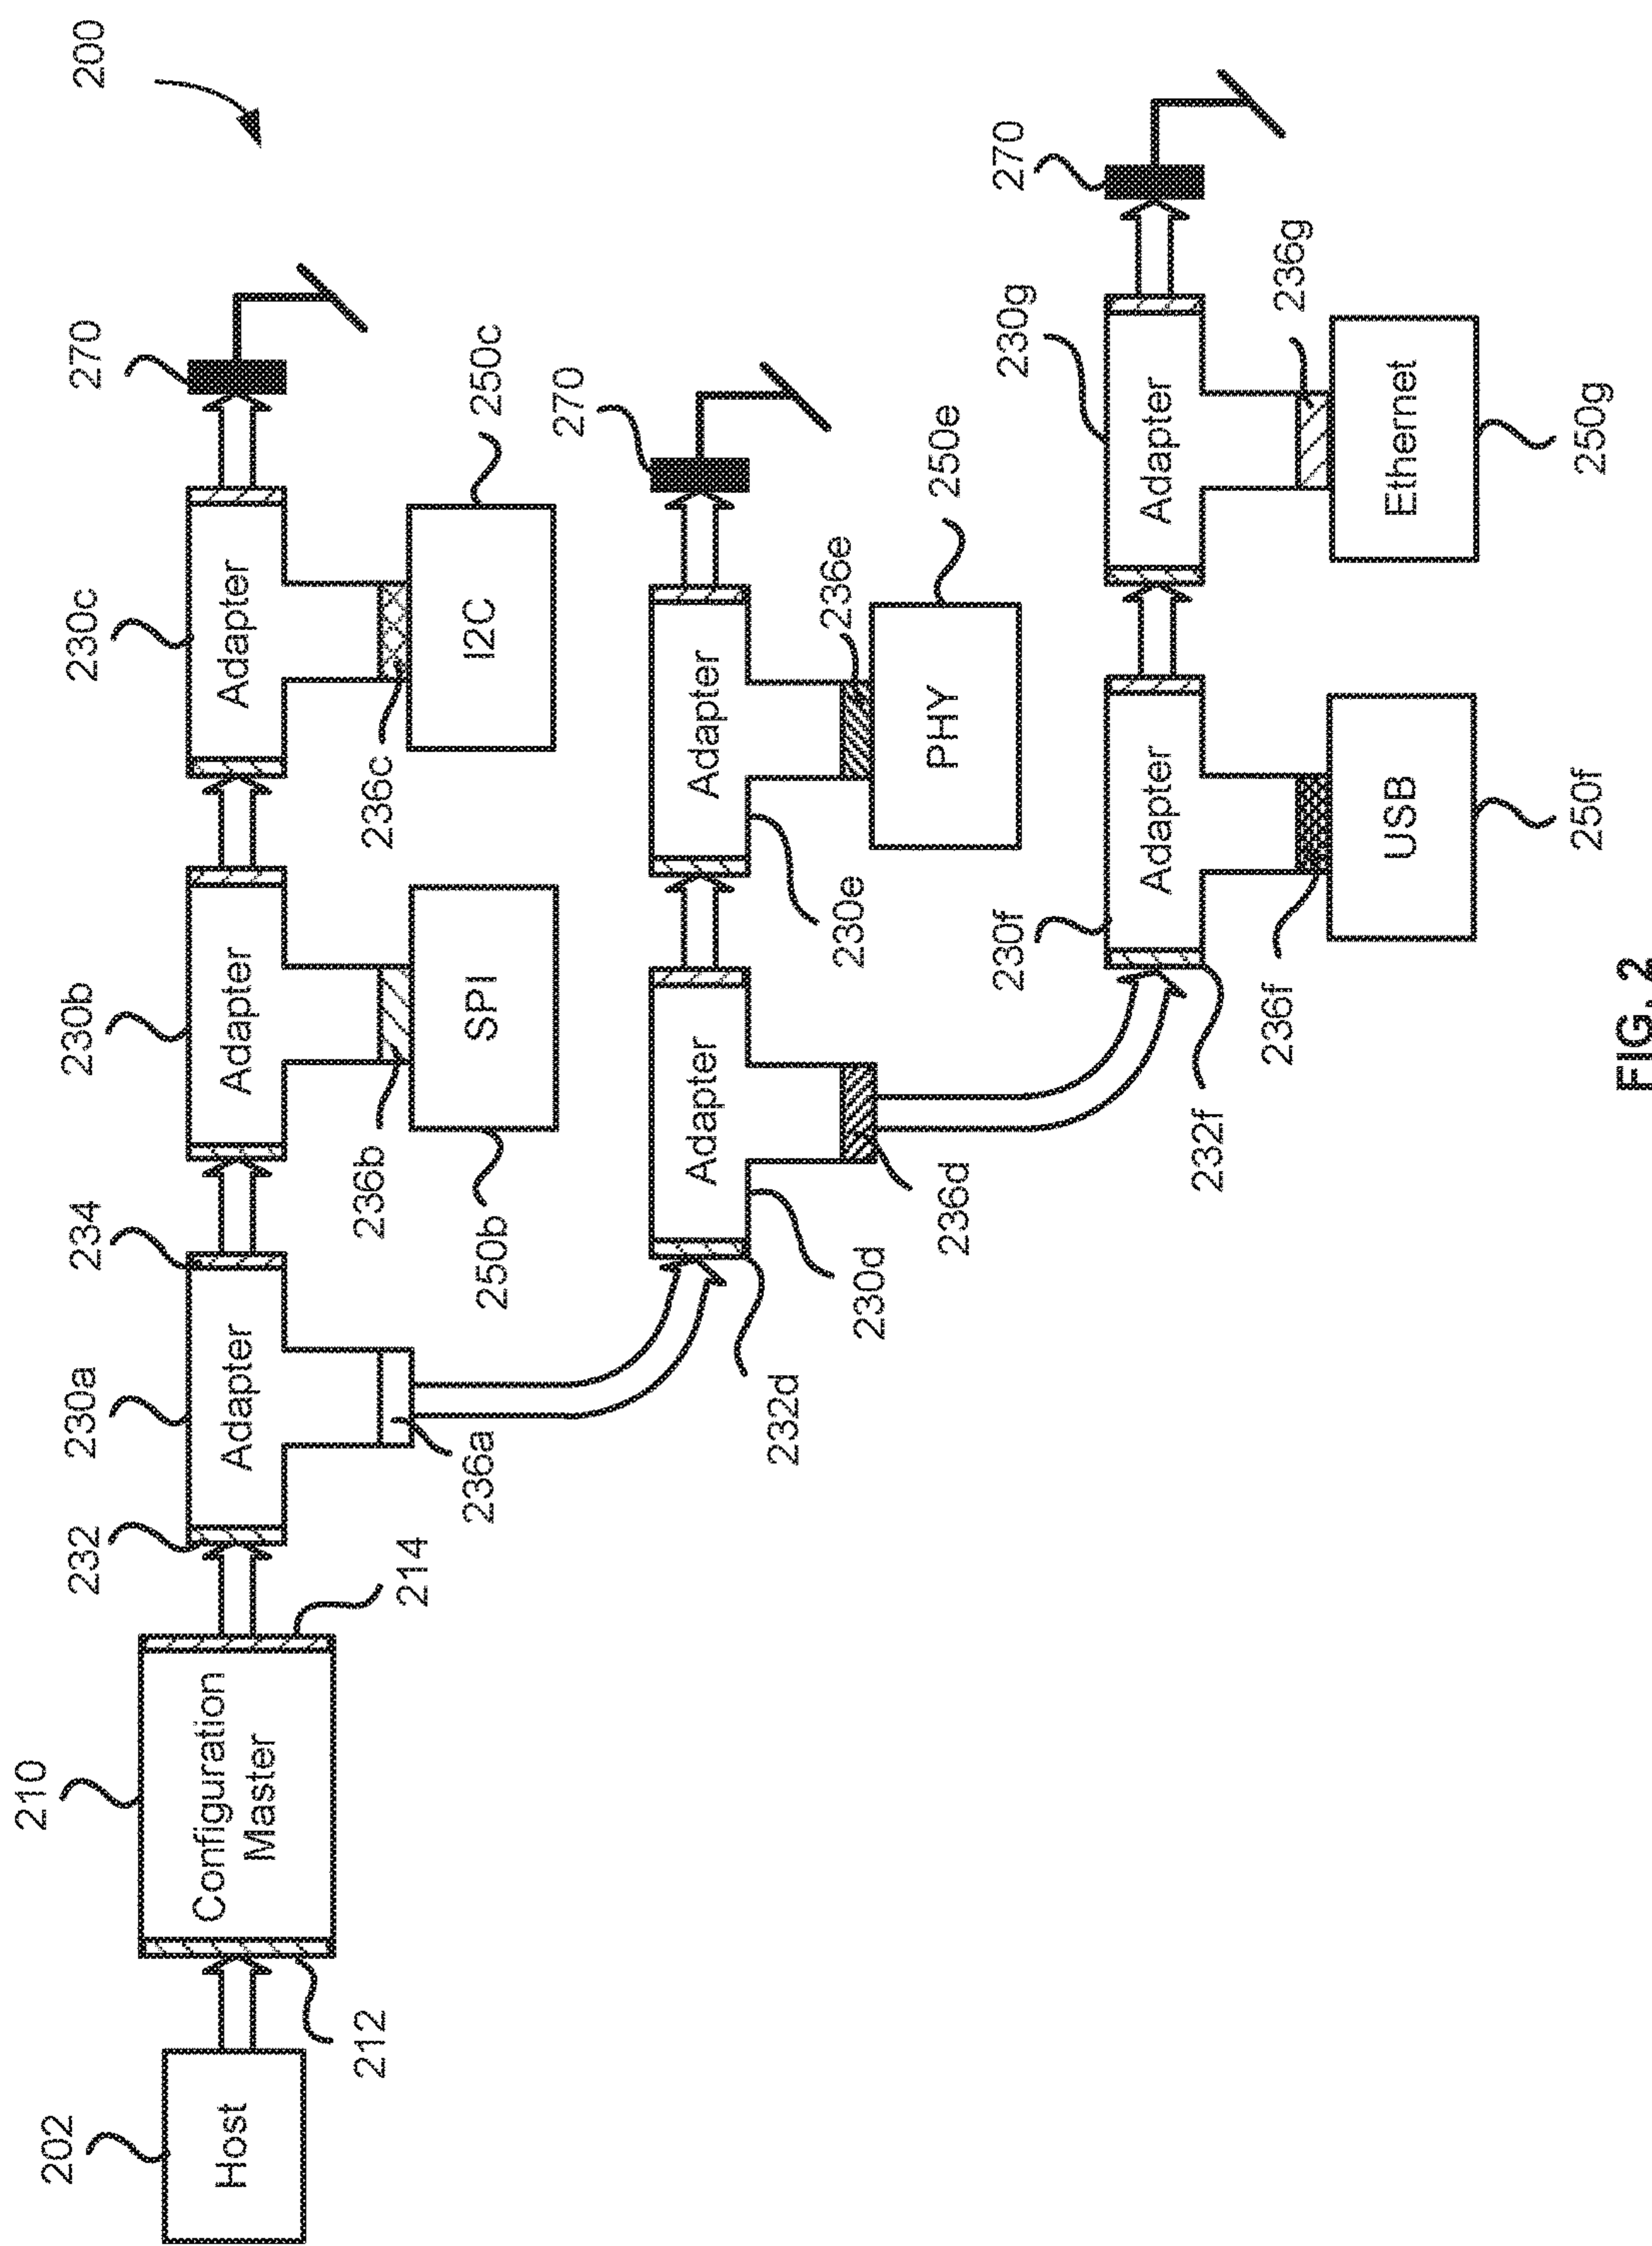 200
202
Host
212
210
Configuration
Master
214
232
230a
Adapter
234
236a
230b
Adapter
236b
SPI
250b
230c
Adapter
236c
I2C
250c
270
232d
Adapter
230d
236d
Adapter
230e
236e
PHY
250e
270
232f
230f
Adapter
236f
USB
250f
230g
Adapter
236g
Ethernet
250g
270
FIG. 2